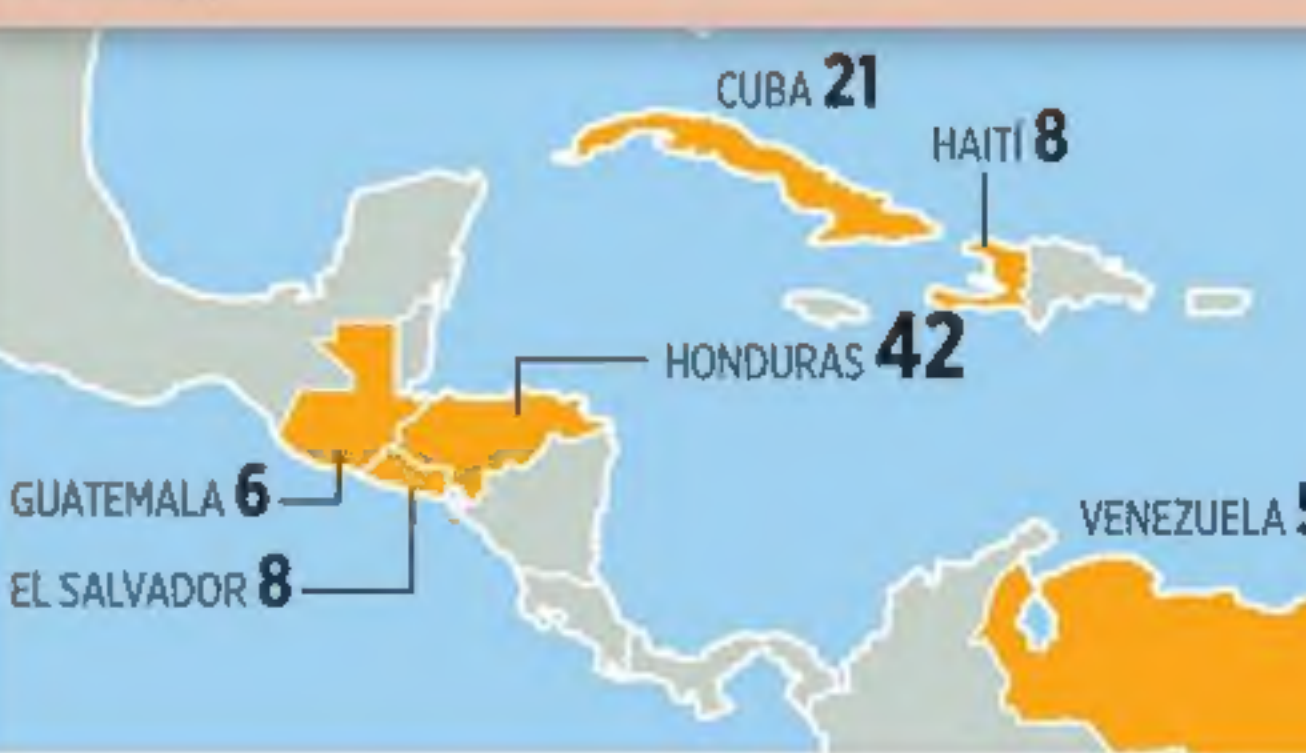 CUBA 21
HAITÍ 8
HONDURAS 42
GUATEMALA 6
VENEZUELA
EL SALVADOR 8